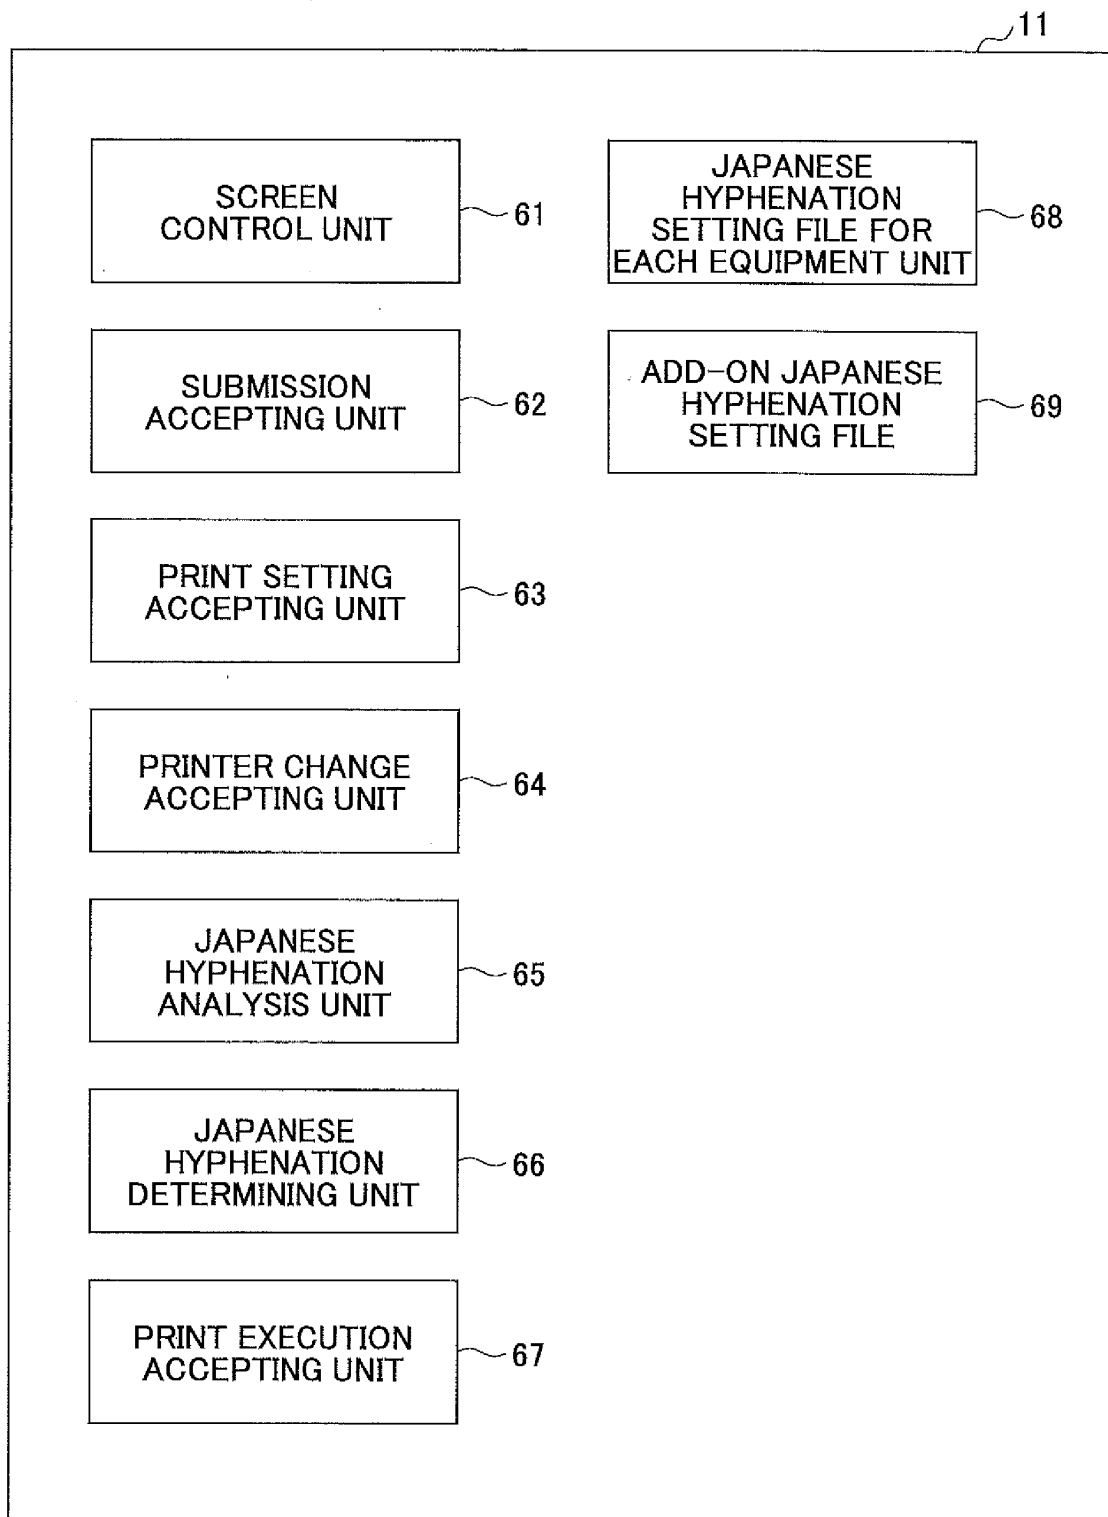 11
SCREEN
CONTROL UNIT
61
SUBMISSION
ACCEPTING UNIT
62
PRINT SETTING
ACCEPTING UNIT
63
PRINTER CHANGE
ACCEPTING UNIT
64
JAPANESE
HYPHENATION
ANALYSIS UNIT
65
JAPANESE
HYPHENATION
DETERMINING UNIT
66
PRINT EXECUTION
ACCEPTING UNIT
67
JAPANESE
HYPHENATION
SETTING FILE FOR
EACH EQUIPMENT UNIT
68
ADD-ON JAPANESE
HYPHENATION
SETTING FILE
69